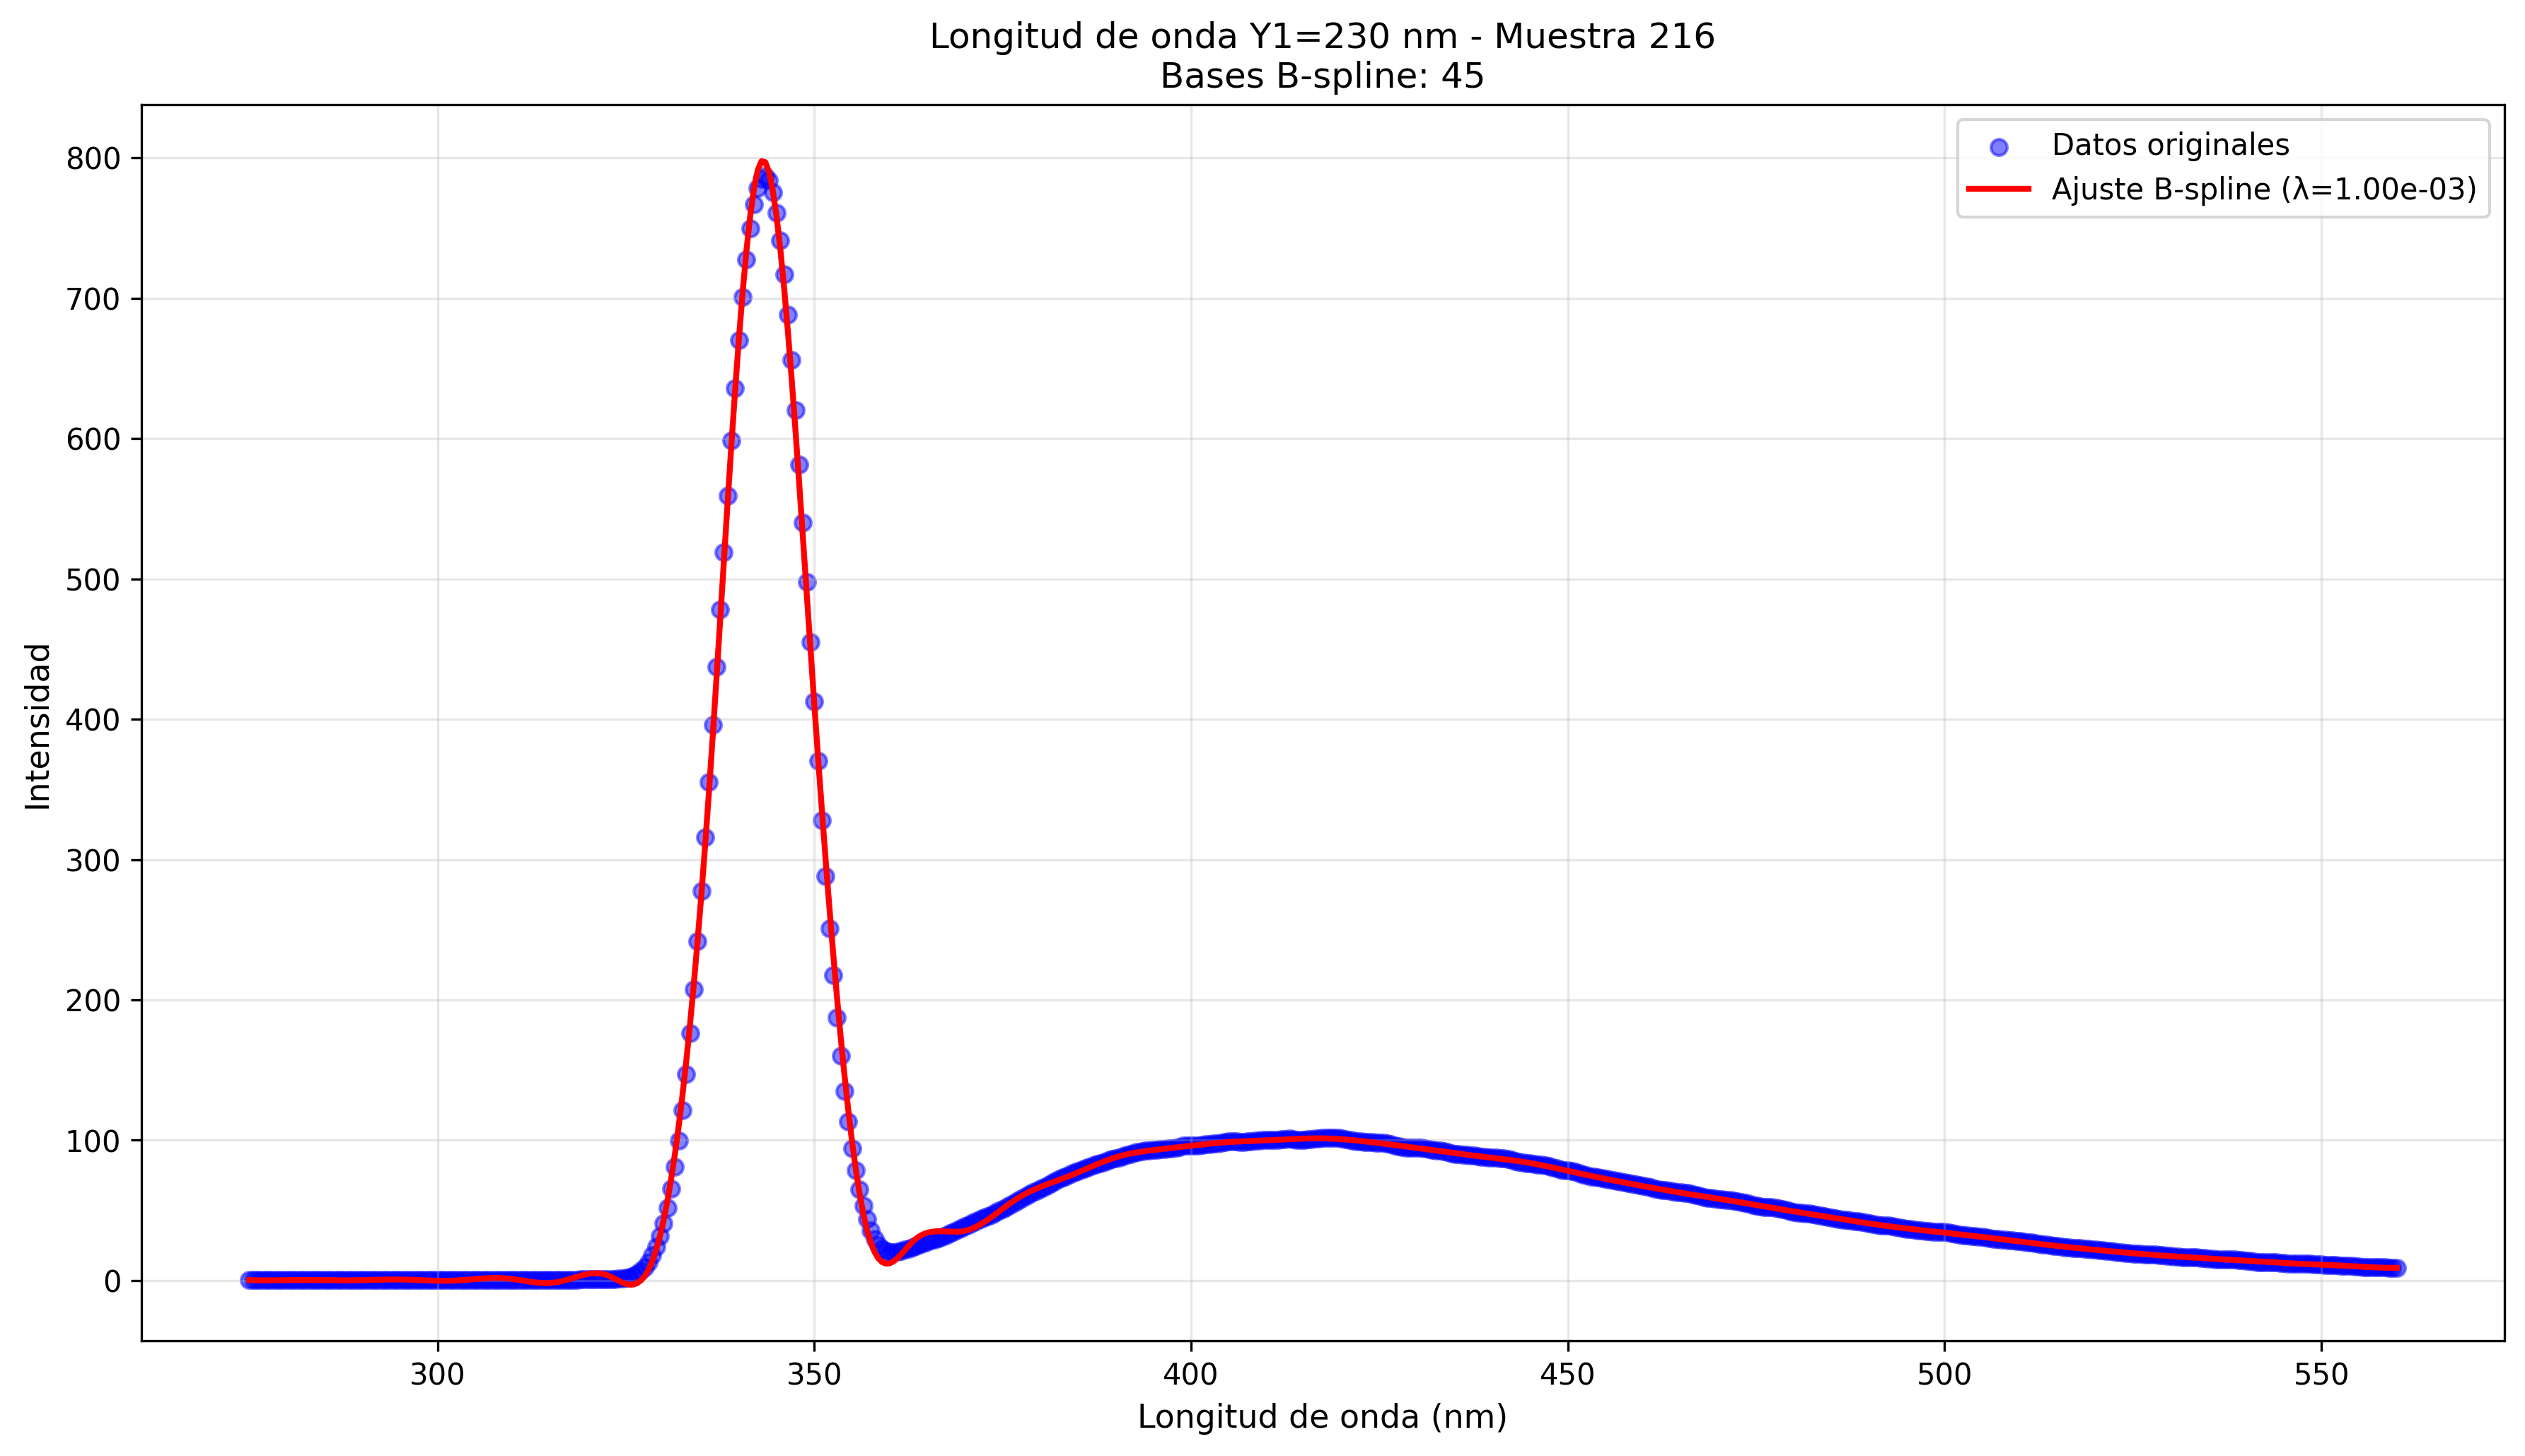 Longitud de onda Y1=230 nm - Muestra 216
Bases B-spline: 45
Datos originales
Ajuste B-spline (λ=1.00e-03)
800
700
600
500
400
300
200
100
0
Intensidad
300 350 400 450 500 550
Longitud de onda (nm)